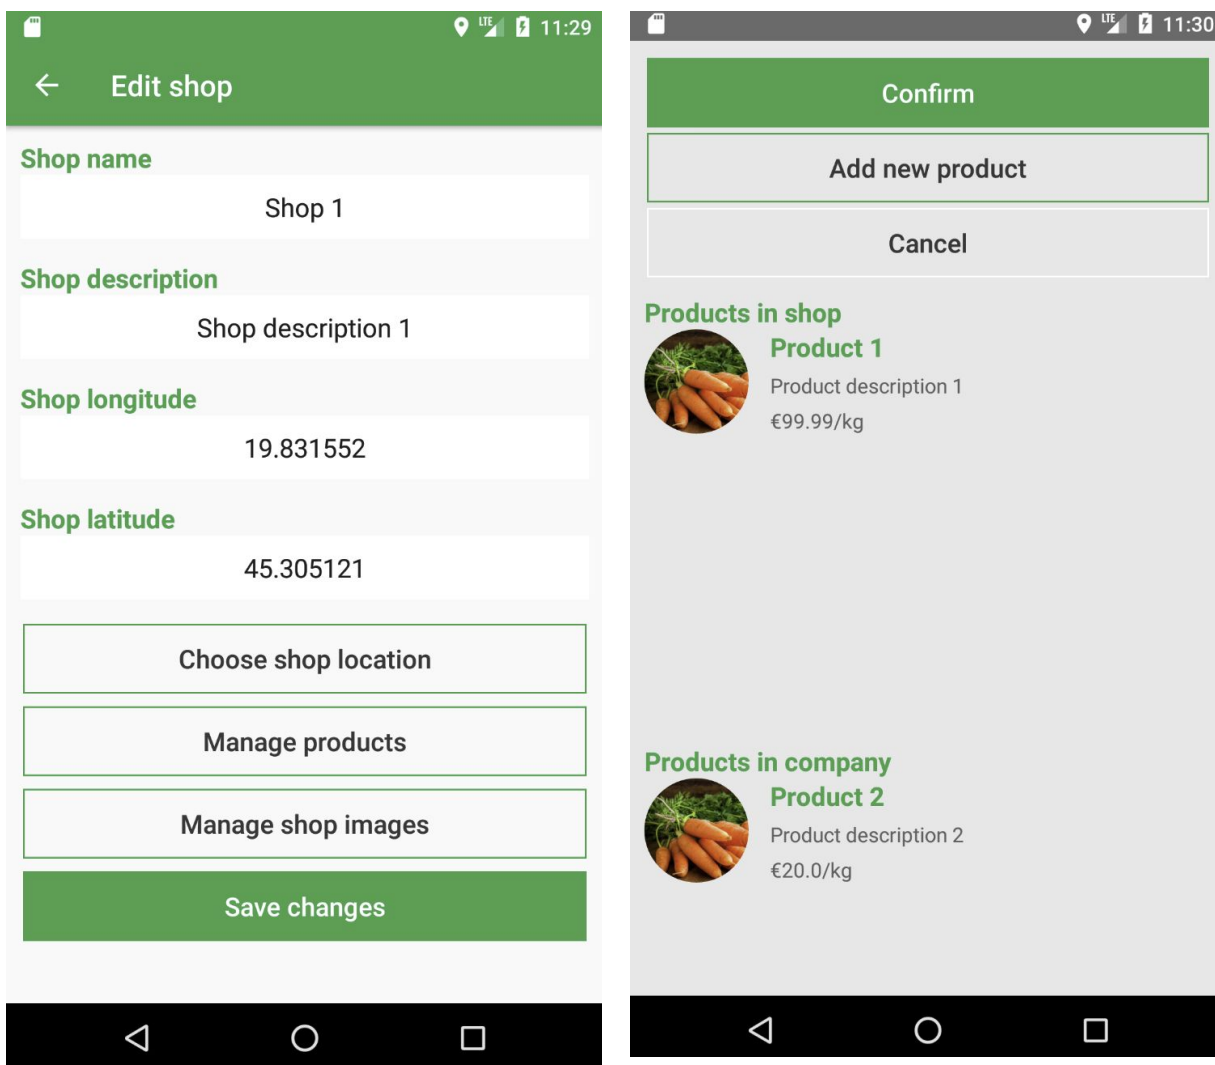 LTE 11:29
Edit shop
Shop name
Shop 1
Shop description
Shop description 1
Shop longitude
19.831552
Shop latitude
45.305121
Choose shop location
Manage products
Manage shop images
Save changes
LTE 11:30
Confirm
Add new product
Cancel
Products in shop
Product 1
Product description 1
€99.99/kg
Products in company
Product 2
Product description 2
€20.0/kg